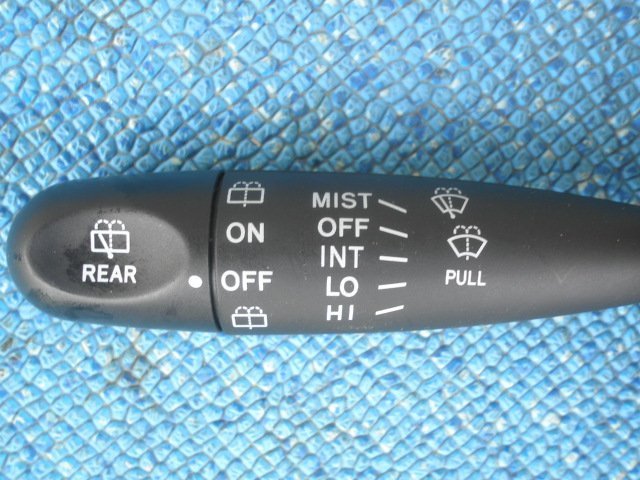 REAR
ON
OFF
MIST
OFF
INT
LO
HI
PULL